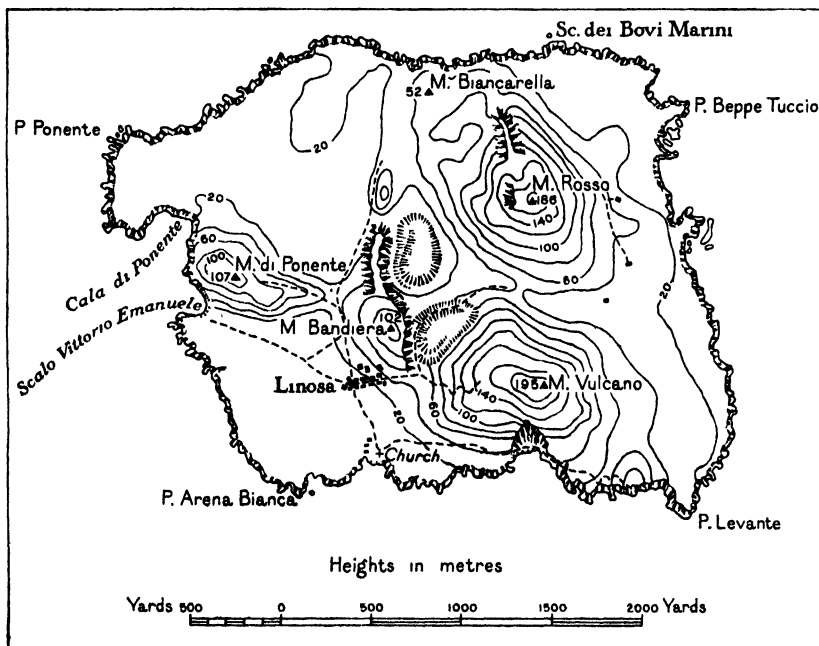 Sc. dei Bovi Marini
52 M. Biancarella
P. Beppe Tuccio
P Ponente
20
20
M. Rosso
186
140
20
100
60
60
20
100
107 M. di Ponente
Cala di Ponente
Scalo Vittorio Emanuele
102
M Bandiera
Linosa
195 M. Vulcano
140
60
100
20
Church
P. Arena Bianca
P. Levante
Heights in metres
Yards 500 0 500 1000 1500 2000 Yards